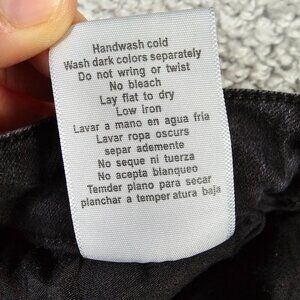 Handwash cold
Wash dark colors separately
Do not wring or twist
No bleach
Lay flat to dry
Low iron
Lavar a mano en agua fria
Lavar ropa oscurs
separ ademente
No seque ni tuerza
No acepta blanqueo
Temder plano para secar
planchar a temper atura baja